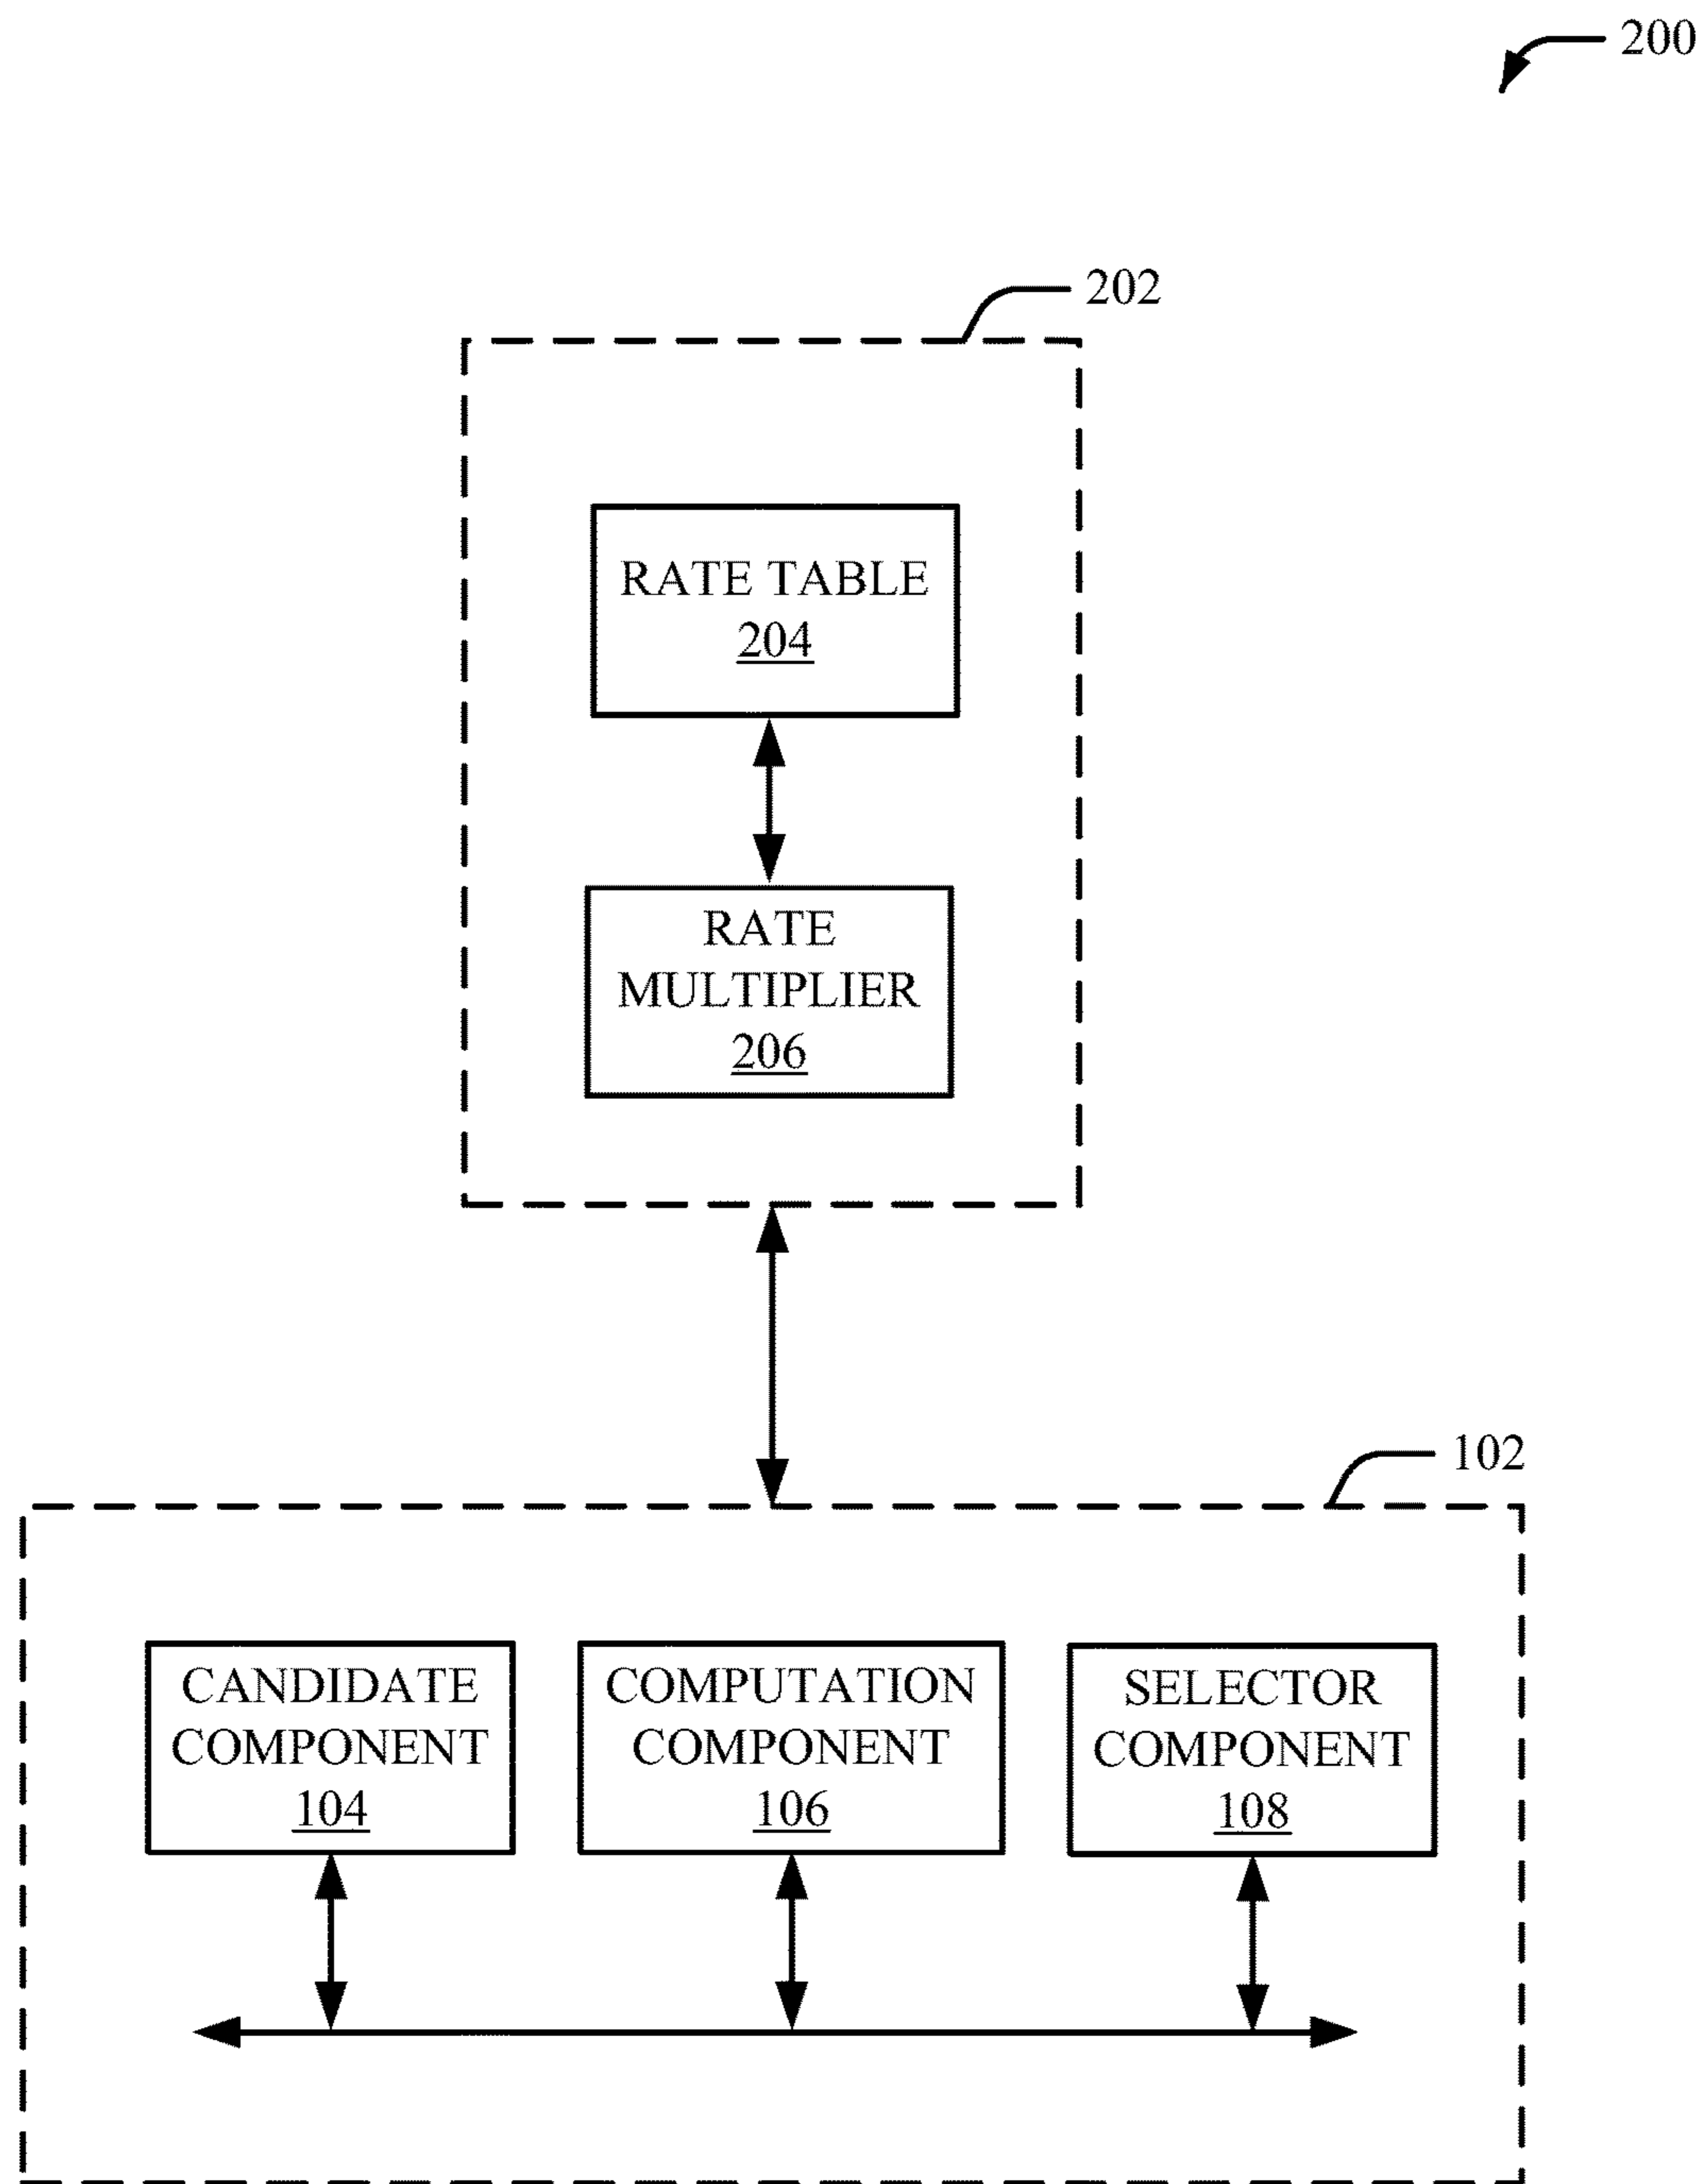 200
202
RATE TABLE
204
RATE
MULTIPLIER
206
102
CANDIDATE
COMPONENT
104
COMPUTATION
COMPONENT
106
SELECTOR
COMPONENT
108